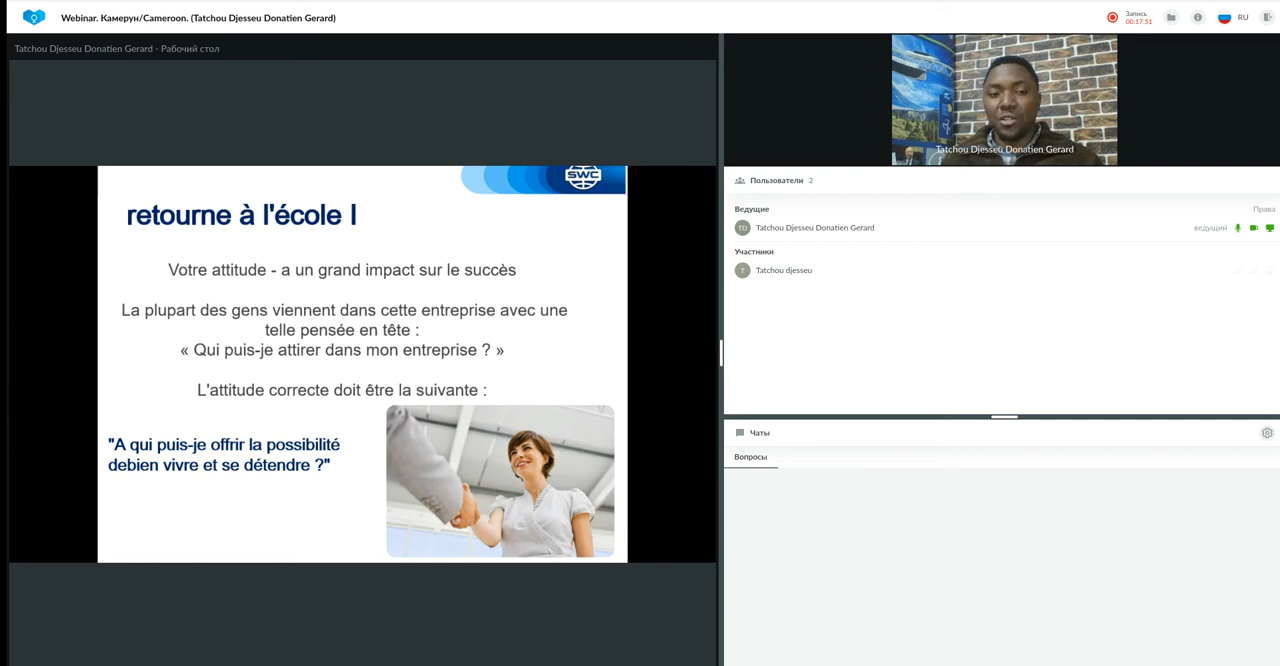 Webinar. Камерун/Cameroon. (Tatchou Djesseu Donatien Gerard)
Запись
00:17:51
RU
Tatchou Djesseu Donatien Gerard - Рабочий стол
SWC
retourne à l'école I
Votre attitude - a un grand impact sur le succès
La plupart des gens viennent dans cette entreprise avec une
telle pensée en tête :
« Qui puis-je attirer dans mon entreprise ? »
L'attitude correcte doit être la suivante :
"A qui puis-je offrir la possibilité
debien vivre et se détendre ?"
Tatchou Djesseu Donatien Gerard
Пользователи 2
Ведущие Права
TD Tatchou Djesseu Donatien Gerard ведущий
Участники
T Tatchou djesseu
Чаты
Вопросы